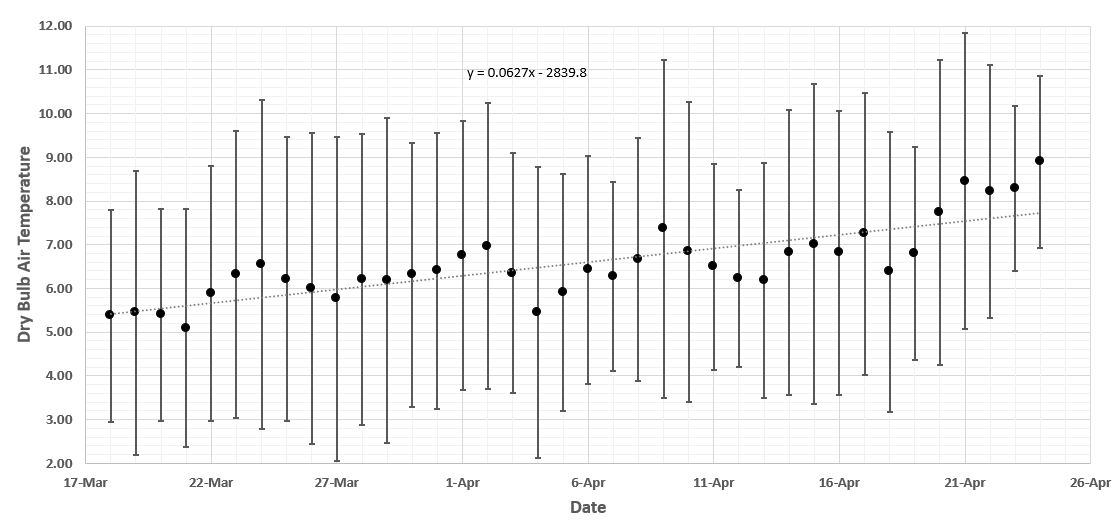 12.00
11.00
y = 0.0627x - 2839.8
10.00
9.00
8.00
7.00
6.00
5.00
4.00
3.00
2.00
Dry Bulb Air Temperature
17-Mar 22-Mar 27-Mar 1-Apr 6-Apr 11-Apr 16-Apr 21-Apr 26-Apr
Date